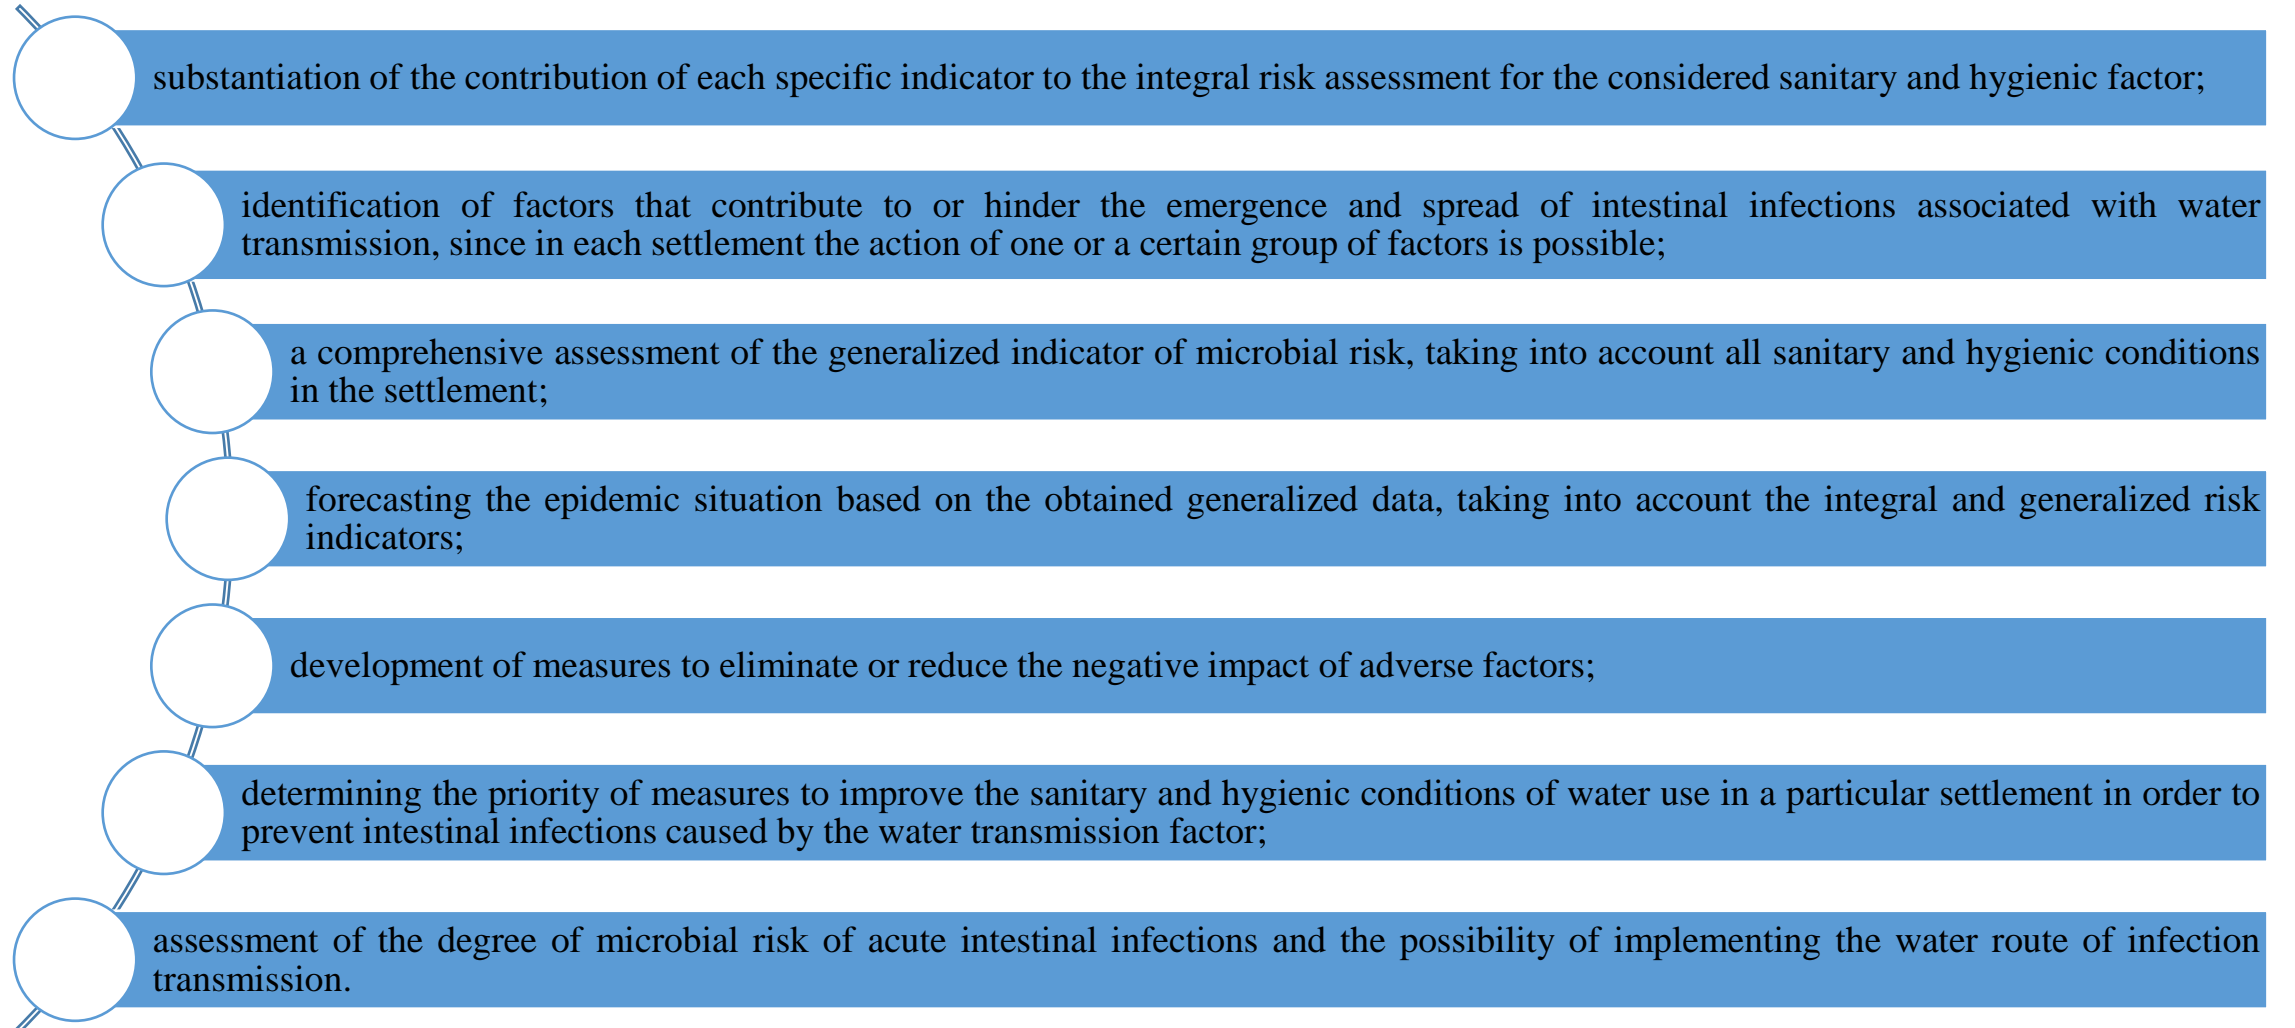 substantiation of the contribution of each specific indicator to the integral risk assessment for the considered sanitary and hygienic factor;
identification of factors that contribute to or hinder the emergence and spread of intestinal infections associated with water
transmission, since in each settlement the action of one or a certain group of factors is possible;
a comprehensive assessment of the generalized indicator of microbial risk, taking into account all sanitary and hygienic conditions
in the settlement;
forecasting the epidemic situation based on the obtained generalized data, taking into account the integral and generalized risk
indicators;
development of measures to eliminate or reduce the negative impact of adverse factors;
determining the priority of measures to improve the sanitary and hygienic conditions of water use in a particular settlement in order to
prevent intestinal infections caused by the water transmission factor;
assessment of the degree of microbial risk of acute intestinal infections and the possibility of implementing the water route of infection
transmission.